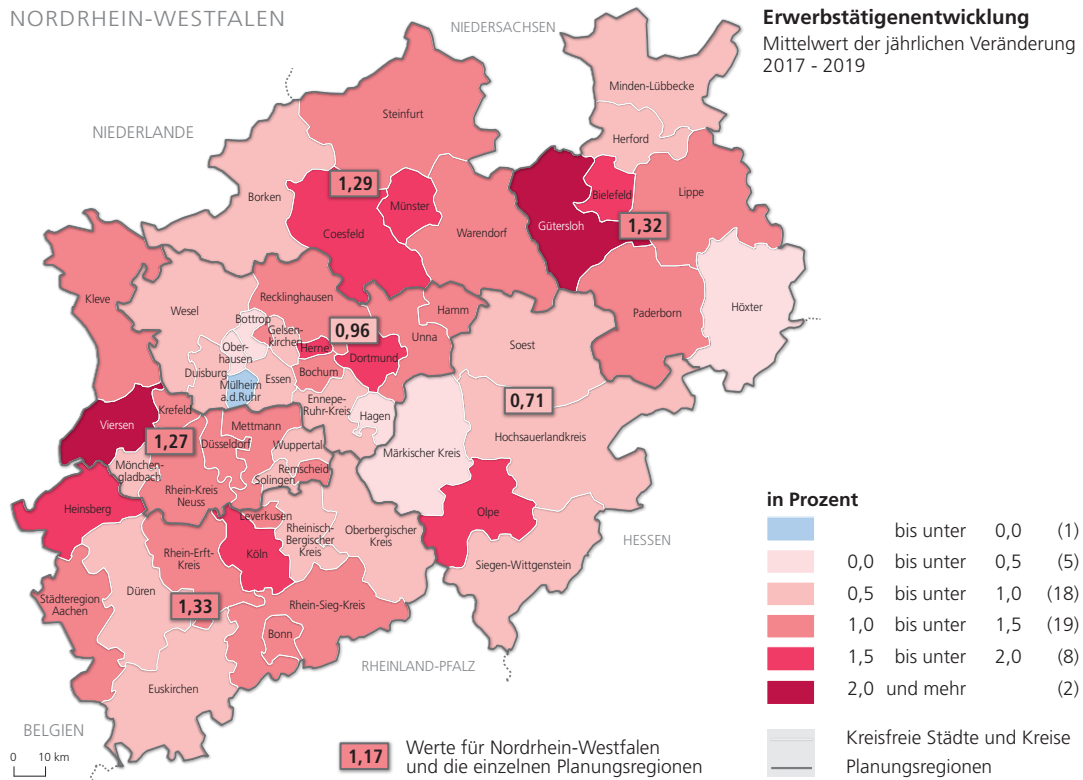 NORDRHEIN-WESTFALEN
NIEDERSACHSEN
Erwerbstätigenentwicklung
Mittelwert der jährlichen Veränderung
2017 - 2019
Minden-Lübbecke
Steinfurt
NIEDERLANDE
Herford
Borken
1,29
Münster
Bielefeld
Lippe
Coesfeld
Warendorf
Gütersloh
1,32
Kleve
Wesel
Recklinghausen
Hamm
Paderborn
Höxter
Bottrop
Gelsen-
kirchen
0,96
Unna
Soest
Ober-
hausen
Herne
Dortmund
Duisburg
Mülheim
a.d.Ruhr
Essen
Bochum
Ennepe-
Ruhr-Kreis
Hagen
0,71
Viersen
Krefeld
Mettmann
1,27
Düsseldorf
Wuppertal
Hochsauerlandkreis
Märkischer Kreis
Mönchen-
gladbach
Remscheid
Solingen
Rhein-Kreis
Neuss
Heinsberg
Leverkusen
Olpe
Rheinisch-
Bergischer
Kreis
Oberbergischer
Kreis
HESSEN
Rhein-Erft-
Kreis
Köln
Siegen-Wittgenstein
Städteregion
Aachen
Düren
1,33
Rhein-Sieg-Kreis
Bonn
RHEINLAND-PFALZ
Euskirchen
BELGIEN
0 10 km
1,17
Werte für Nordrhein-Westfalen
und die einzelnen Planungsregionen
in Prozent
bis unter 0,0 (1)
0,0 bis unter 0,5 (5)
0,5 bis unter 1,0 (18)
1,0 bis unter 1,5 (19)
1,5 bis unter 2,0 (8)
2,0 und mehr (2)
Kreisfreie Städte und Kreise
Planungsregionen